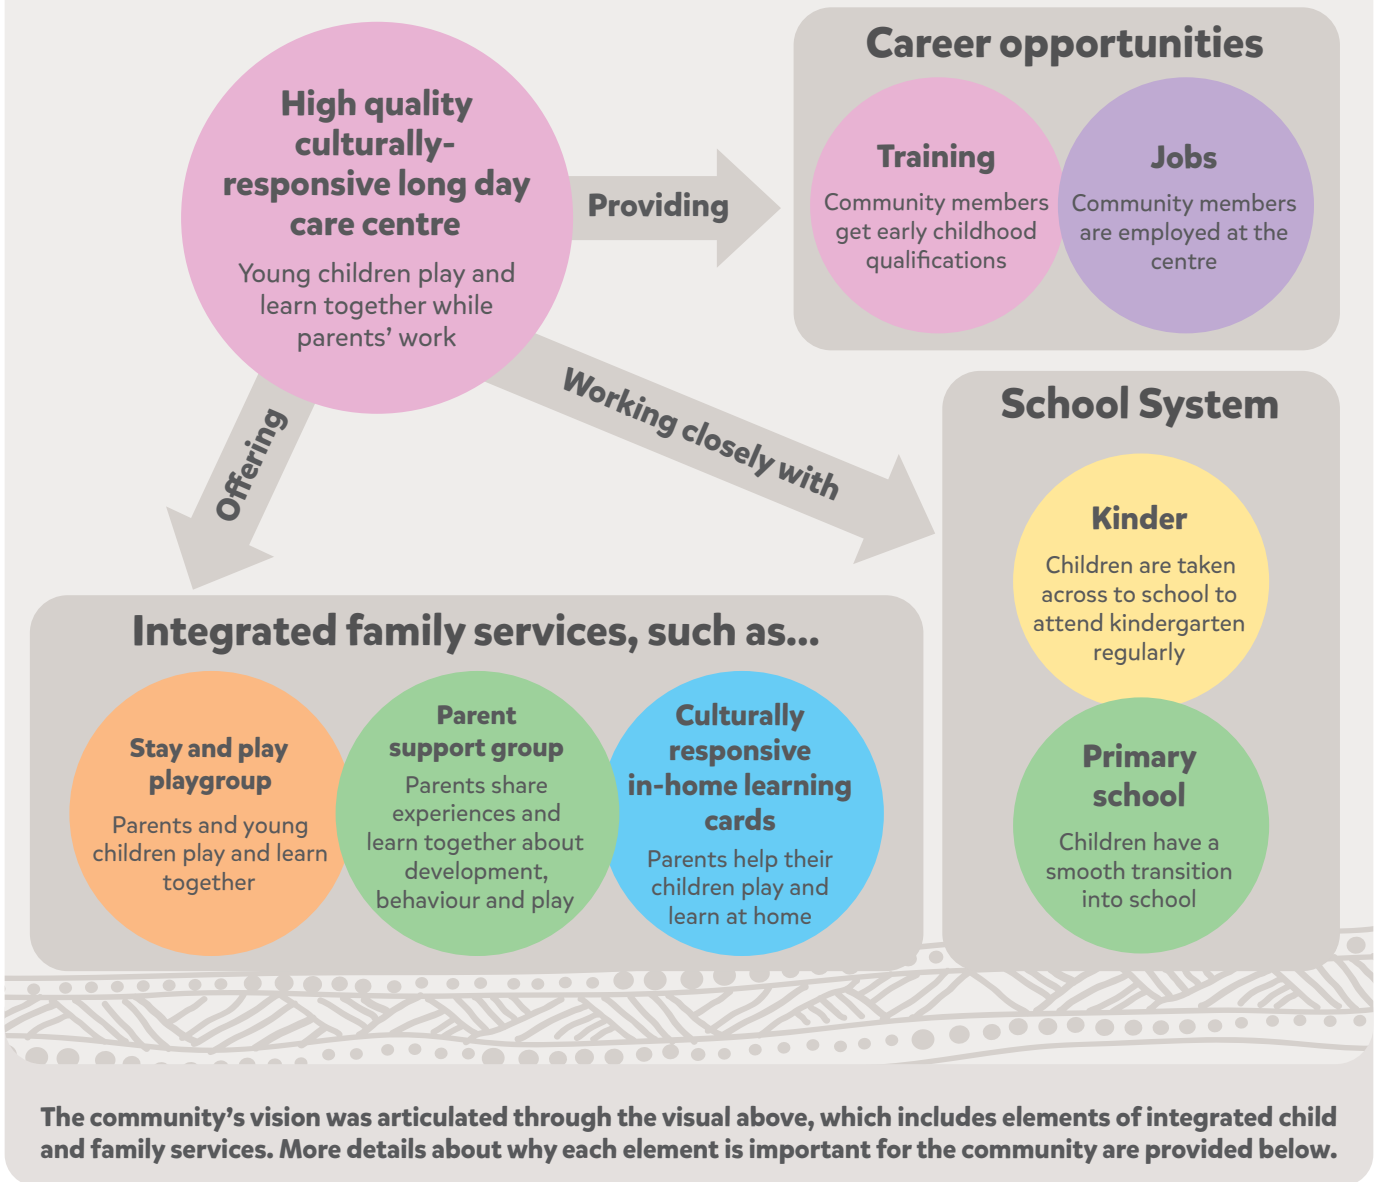 High quality
culturally-
responsive long day
care centre
Young children play and
learn together while
parents’ work
Providing
Career opportunities
Training
Community members
get early childhood
qualifications
Jobs
Community members
are employed at the
centre
Working closely with
School System
Kinder
Children are taken
across to school to
attend kindergarten
regularly
Primary
school
Children have a
smooth transition
into school
Offering
Integrated family services, such as...
Stay and play
playgroup
Parents and young
children play and learn
together
Parent
support group
Parents share
experiences and
learn together about
development,
behaviour and play
Culturally
responsive
in-home learning
cards
Parents help their
children play and
learn at home
The community’s vision was articulated through the visual above, which includes elements of integrated child
and family services. More details about why each element is important for the community are provided below.